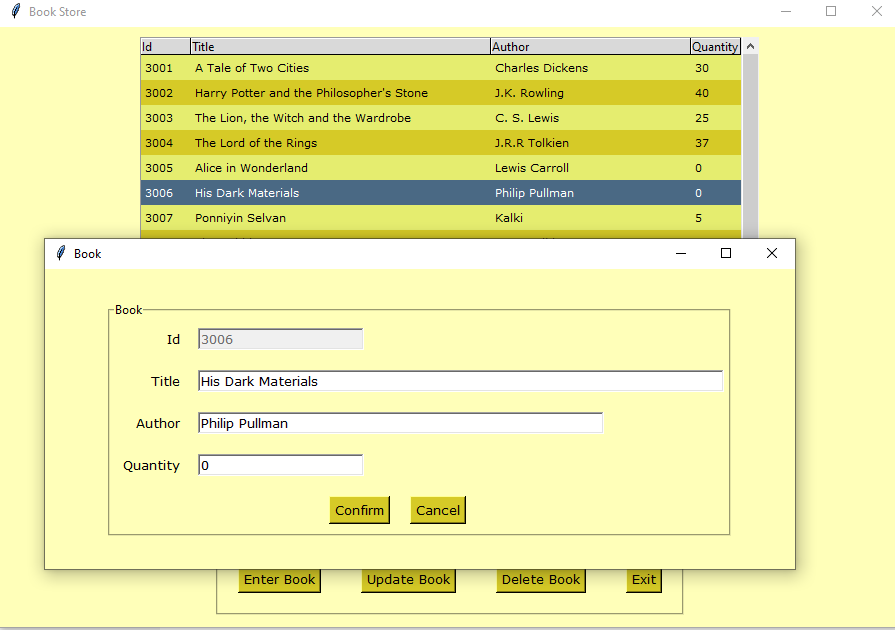 Book Store
Id Title Author Quantity
3001 A Tale of Two Cities Charles Dickens 30
3002 Harry Potter and the Philosopher's Stone J.K. Rowling 40
3003 The Lion, the Witch and the Wardrobe C. S. Lewis 25
3004 The Lord of the Rings J.R.R Tolkien 37
3005 Alice in Wonderland Lewis Carroll 0
3006 His Dark Materials Philip Pullman 0
3007 Ponniyin Selvan Kalki 5
Book
Book
Id 3006
Title His Dark Materials
Author Philip Pullman
Quantity 0
Confirm Cancel
Enter Book Update Book Delete Book Exit